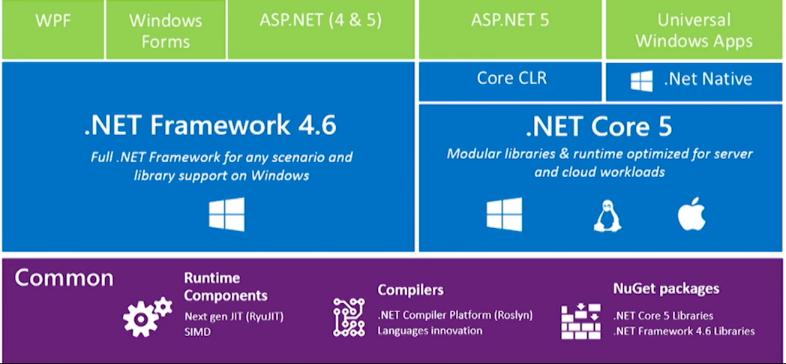 WPF
Windows
Forms
ASP.NET (4 & 5)
ASP.NET 5
Universal
Windows Apps
.NET Framework 4.6
Full .NET Framework for any scenario and
library support on Windows
Core CLR
.Net Native
.NET Core 5
Modular libraries & runtime optimized for server
and cloud workloads
Common
Runtime
Components
Next gen JIT (RyuJIT)
SIMD
Compilers
.NET Compiler Platform (Roslyn)
Languages innovation
NuGet packages
.NET Core 5 Libraries
.NET Framework 4.6 Libraries